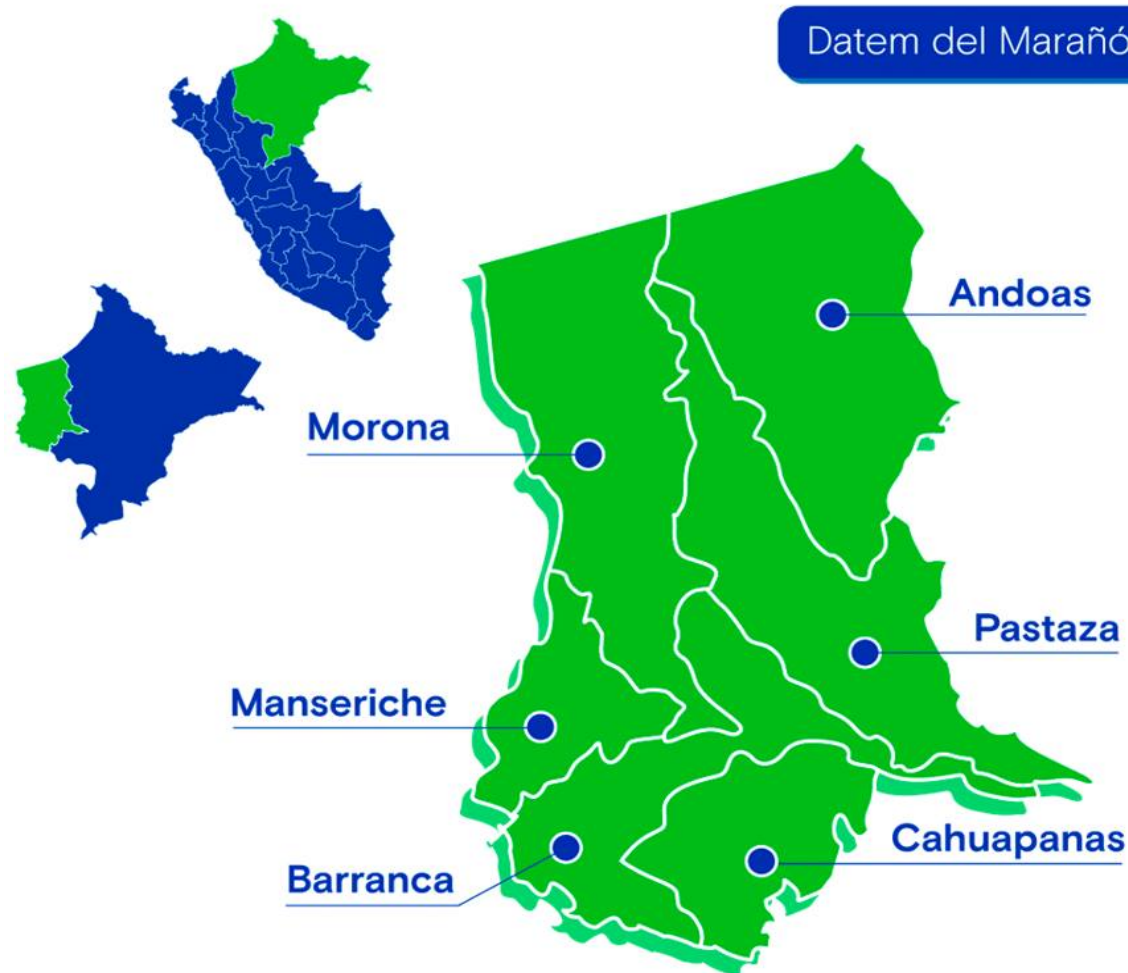 Datem del Marañó
Andoas
Morona
Pastaza
Manseriche
Cahuapanas
Barranca